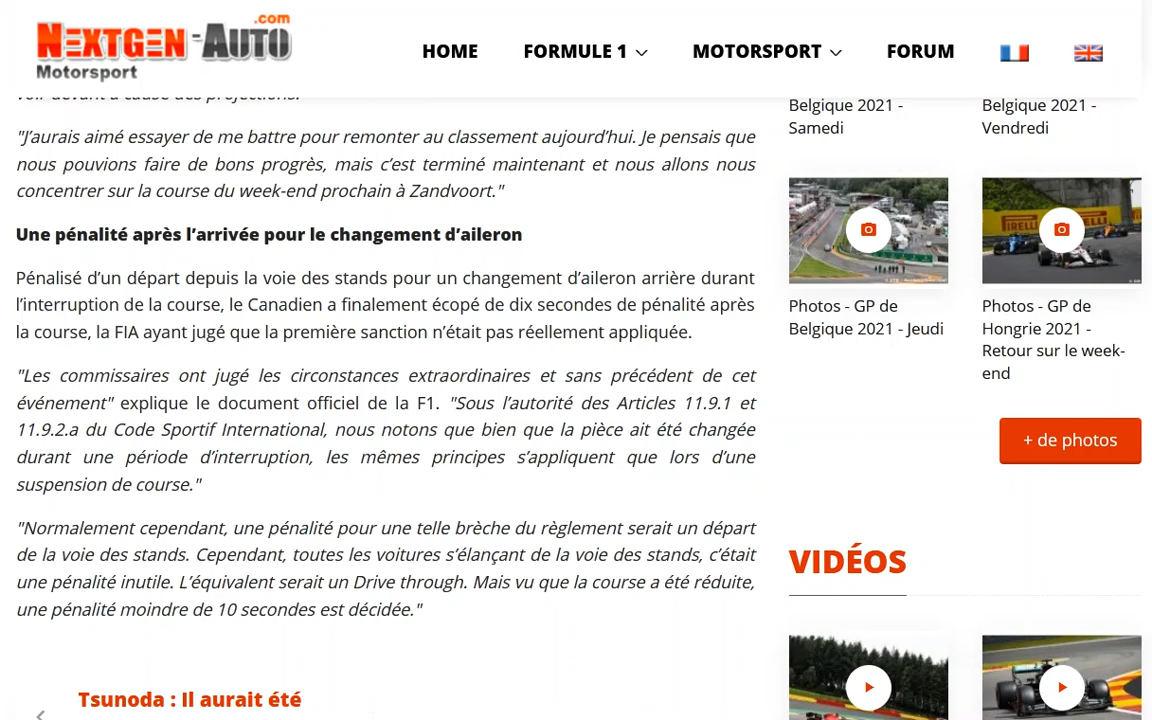 NEXTGEN-AUTO
.com
Motorsport
HOME
FORMULE 1
MOTORSPORT
FORUM
voir devant à cause des projections.
"J’aurais aimé essayer de me battre pour remonter au classement aujourd’hui. Je pensais que
nous pouvions faire de bons progrès, mais c’est terminé maintenant et nous allons nous
concentrer sur la course du week-end prochain à Zandvoort."
Une pénalité après l’arrivée pour le changement d’aileron
Pénalisé d’un départ depuis la voie des stands pour un changement d’aileron arrière durant
l’interruption de la course, le Canadien a finalement écopé de dix secondes de pénalité après
la course, la FIA ayant jugé que la première sanction n’était pas réellement appliquée.
"Les commissaires ont jugé les circonstances extraordinaires et sans précédent de cet
événement" explique le document officiel de la F1. "Sous l’autorité des Articles 11.9.1 et
11.9.2.a du Code Sportif International, nous notons que bien que la pièce ait été changée
durant une période d’interruption, les mêmes principes s’appliquent que lors d’une
suspension de course."
"Normalement cependant, une pénalité pour une telle brèche du règlement serait un départ
de la voie des stands. Cependant, toutes les voitures s’élançant de la voie des stands, c’était
une pénalité inutile. L’équivalent serait un Drive through. Mais vu que la course a été réduite,
une pénalité moindre de 10 secondes est décidée."
Tsunoda : Il aurait été
Belgique 2021 -
Samedi
Belgique 2021 -
Vendredi
PIRELLI
Photos - GP de
Belgique 2021 - Jeudi
Photos - GP de
Hongrie 2021 -
Retour sur le week-
end
+ de photos
VIDÉOS